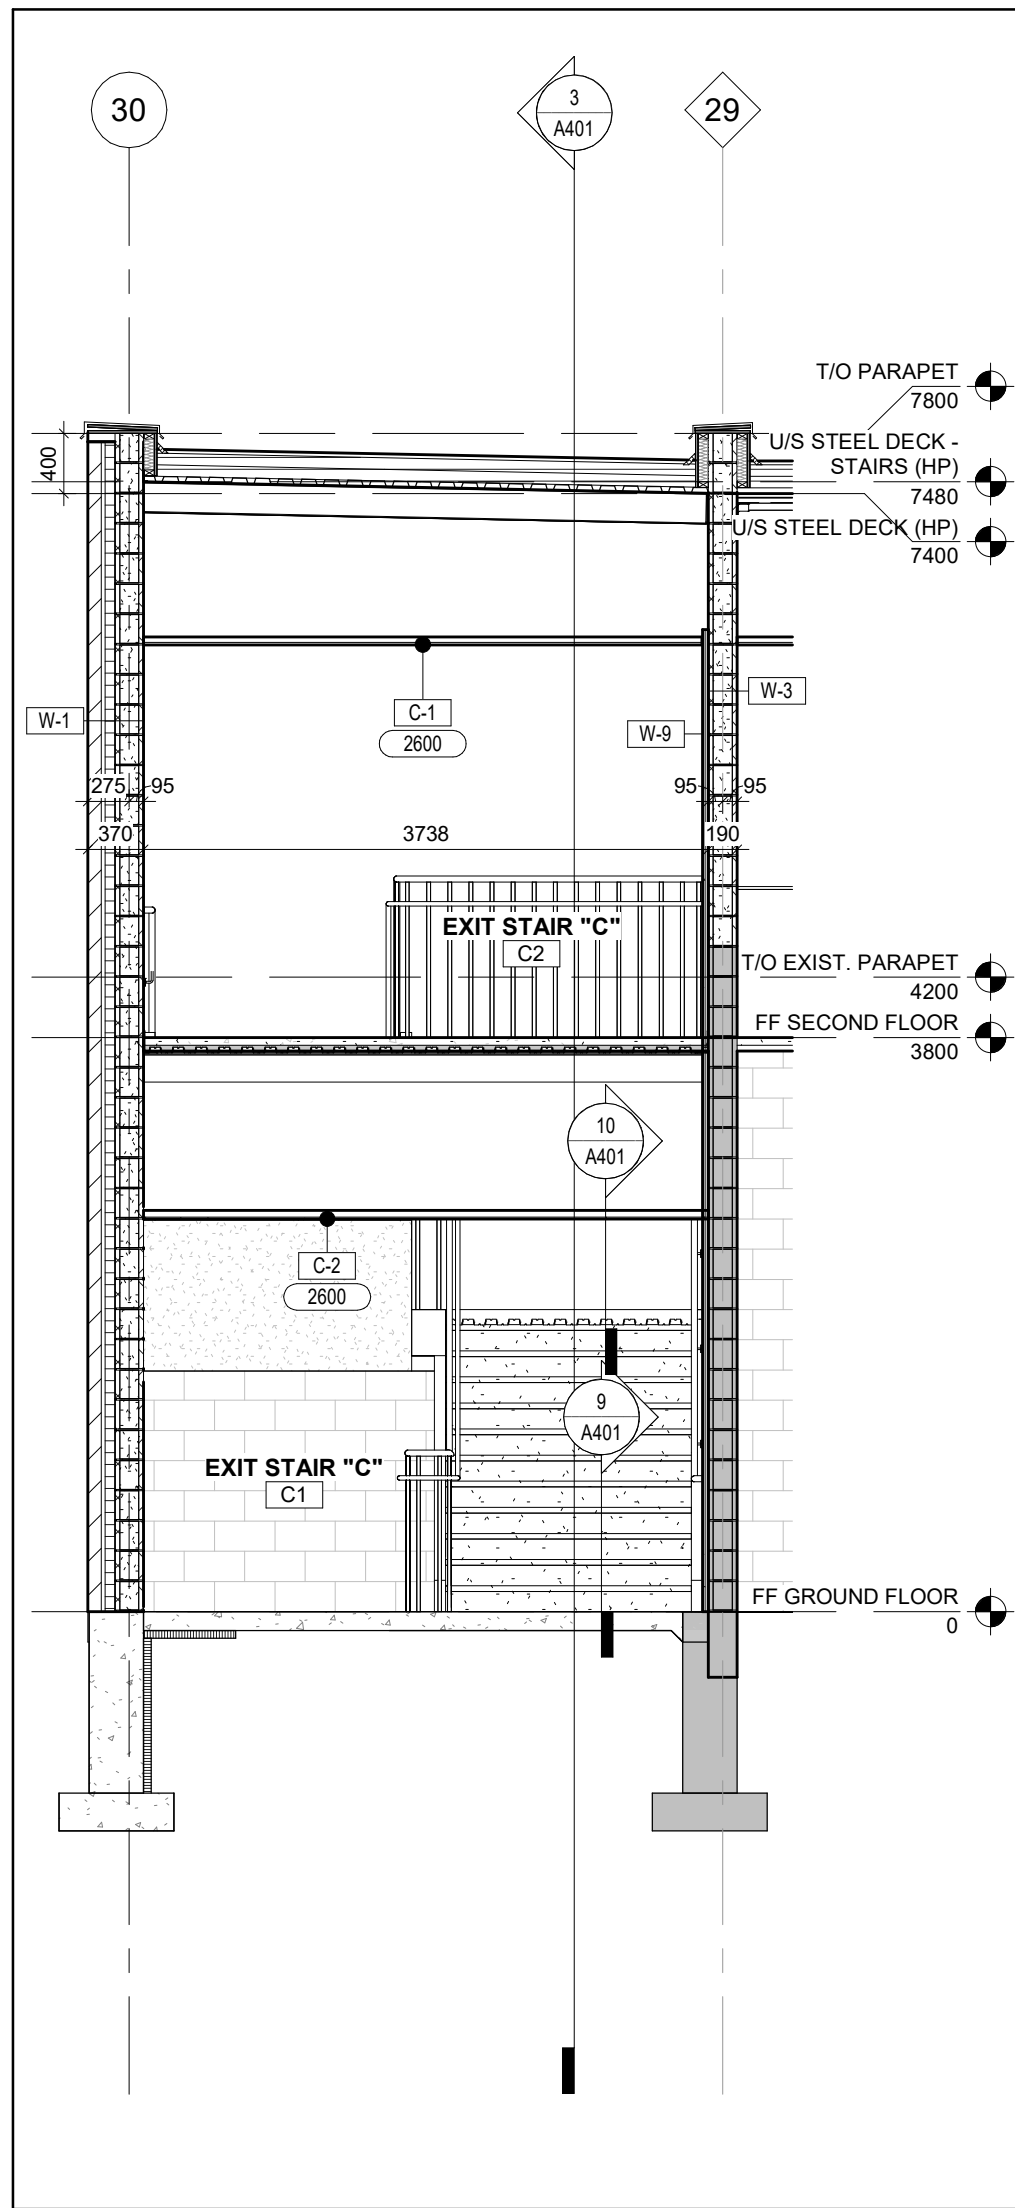 30
3
A401
29
T/O PARAPET
7800
U/S STEEL DECK -
STAIRS (HP)
7480
U/S STEEL DECK (HP)
7400
400
C-1
2600
W-1
W-3
W-9
275
95
95
95
370
3738
190
EXIT STAIR "C"
C2
T/O EXIST. PARAPET
4200
FF SECOND FLOOR
3800
10
A401
C-2
2600
9
A401
EXIT STAIR "C"
C1
FF GROUND FLOOR
0